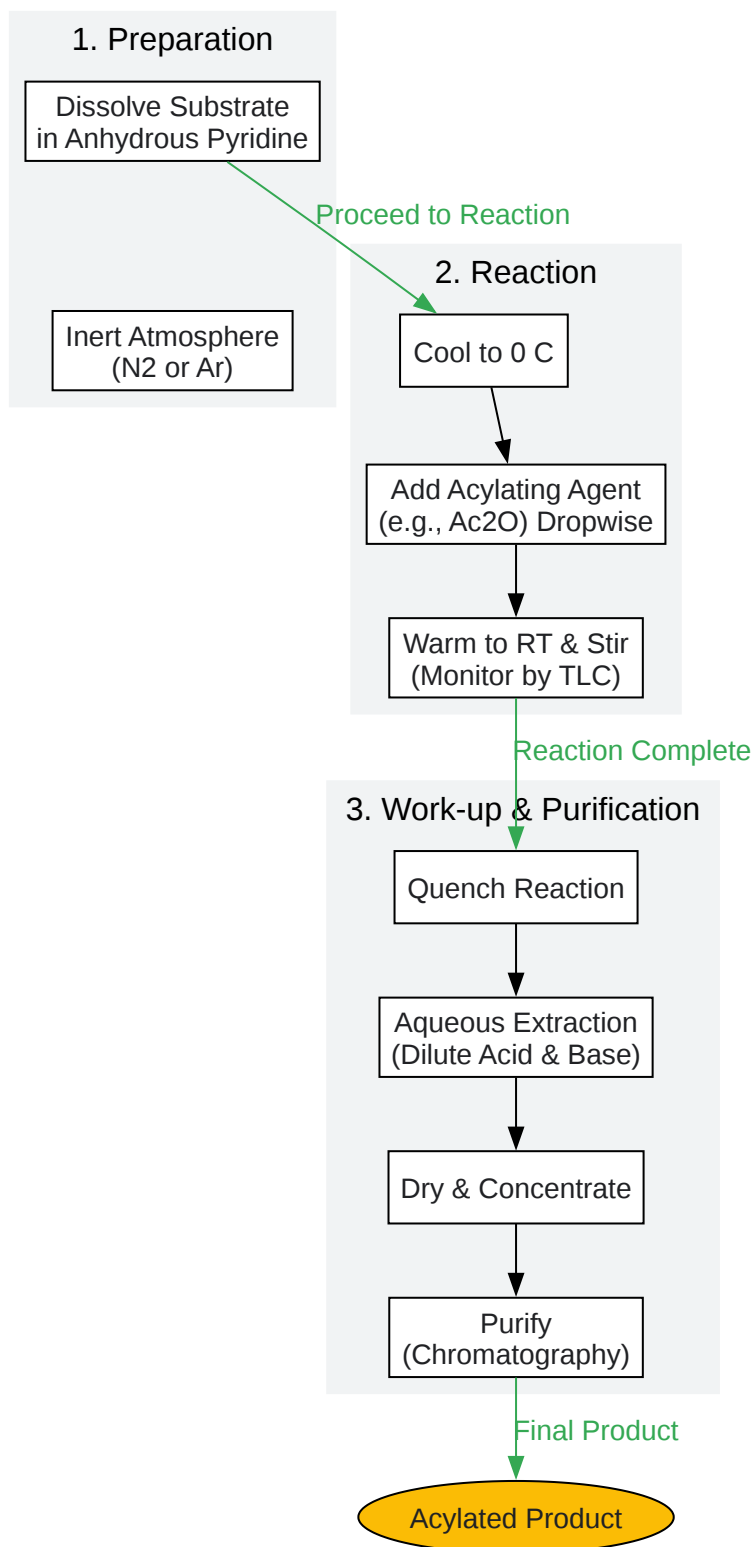 1. Preparation
Dissolve Substrate
in Anhydrous Pyridine
Proceed to Reaction
Inert Atmosphere
(N2 or Ar)
2. Reaction
Cool to 0 C
Add Acylating Agent
(e.g., Ac2O) Dropwise
Warm to RT & Stir
(Monitor by TLC)
Reaction Complete
3. Work-up & Purification
Quench Reaction
Aqueous Extraction
(Dilute Acid & Base)
Dry & Concentrate
Purify
(Chromatography)
Final Product
Acylated Product